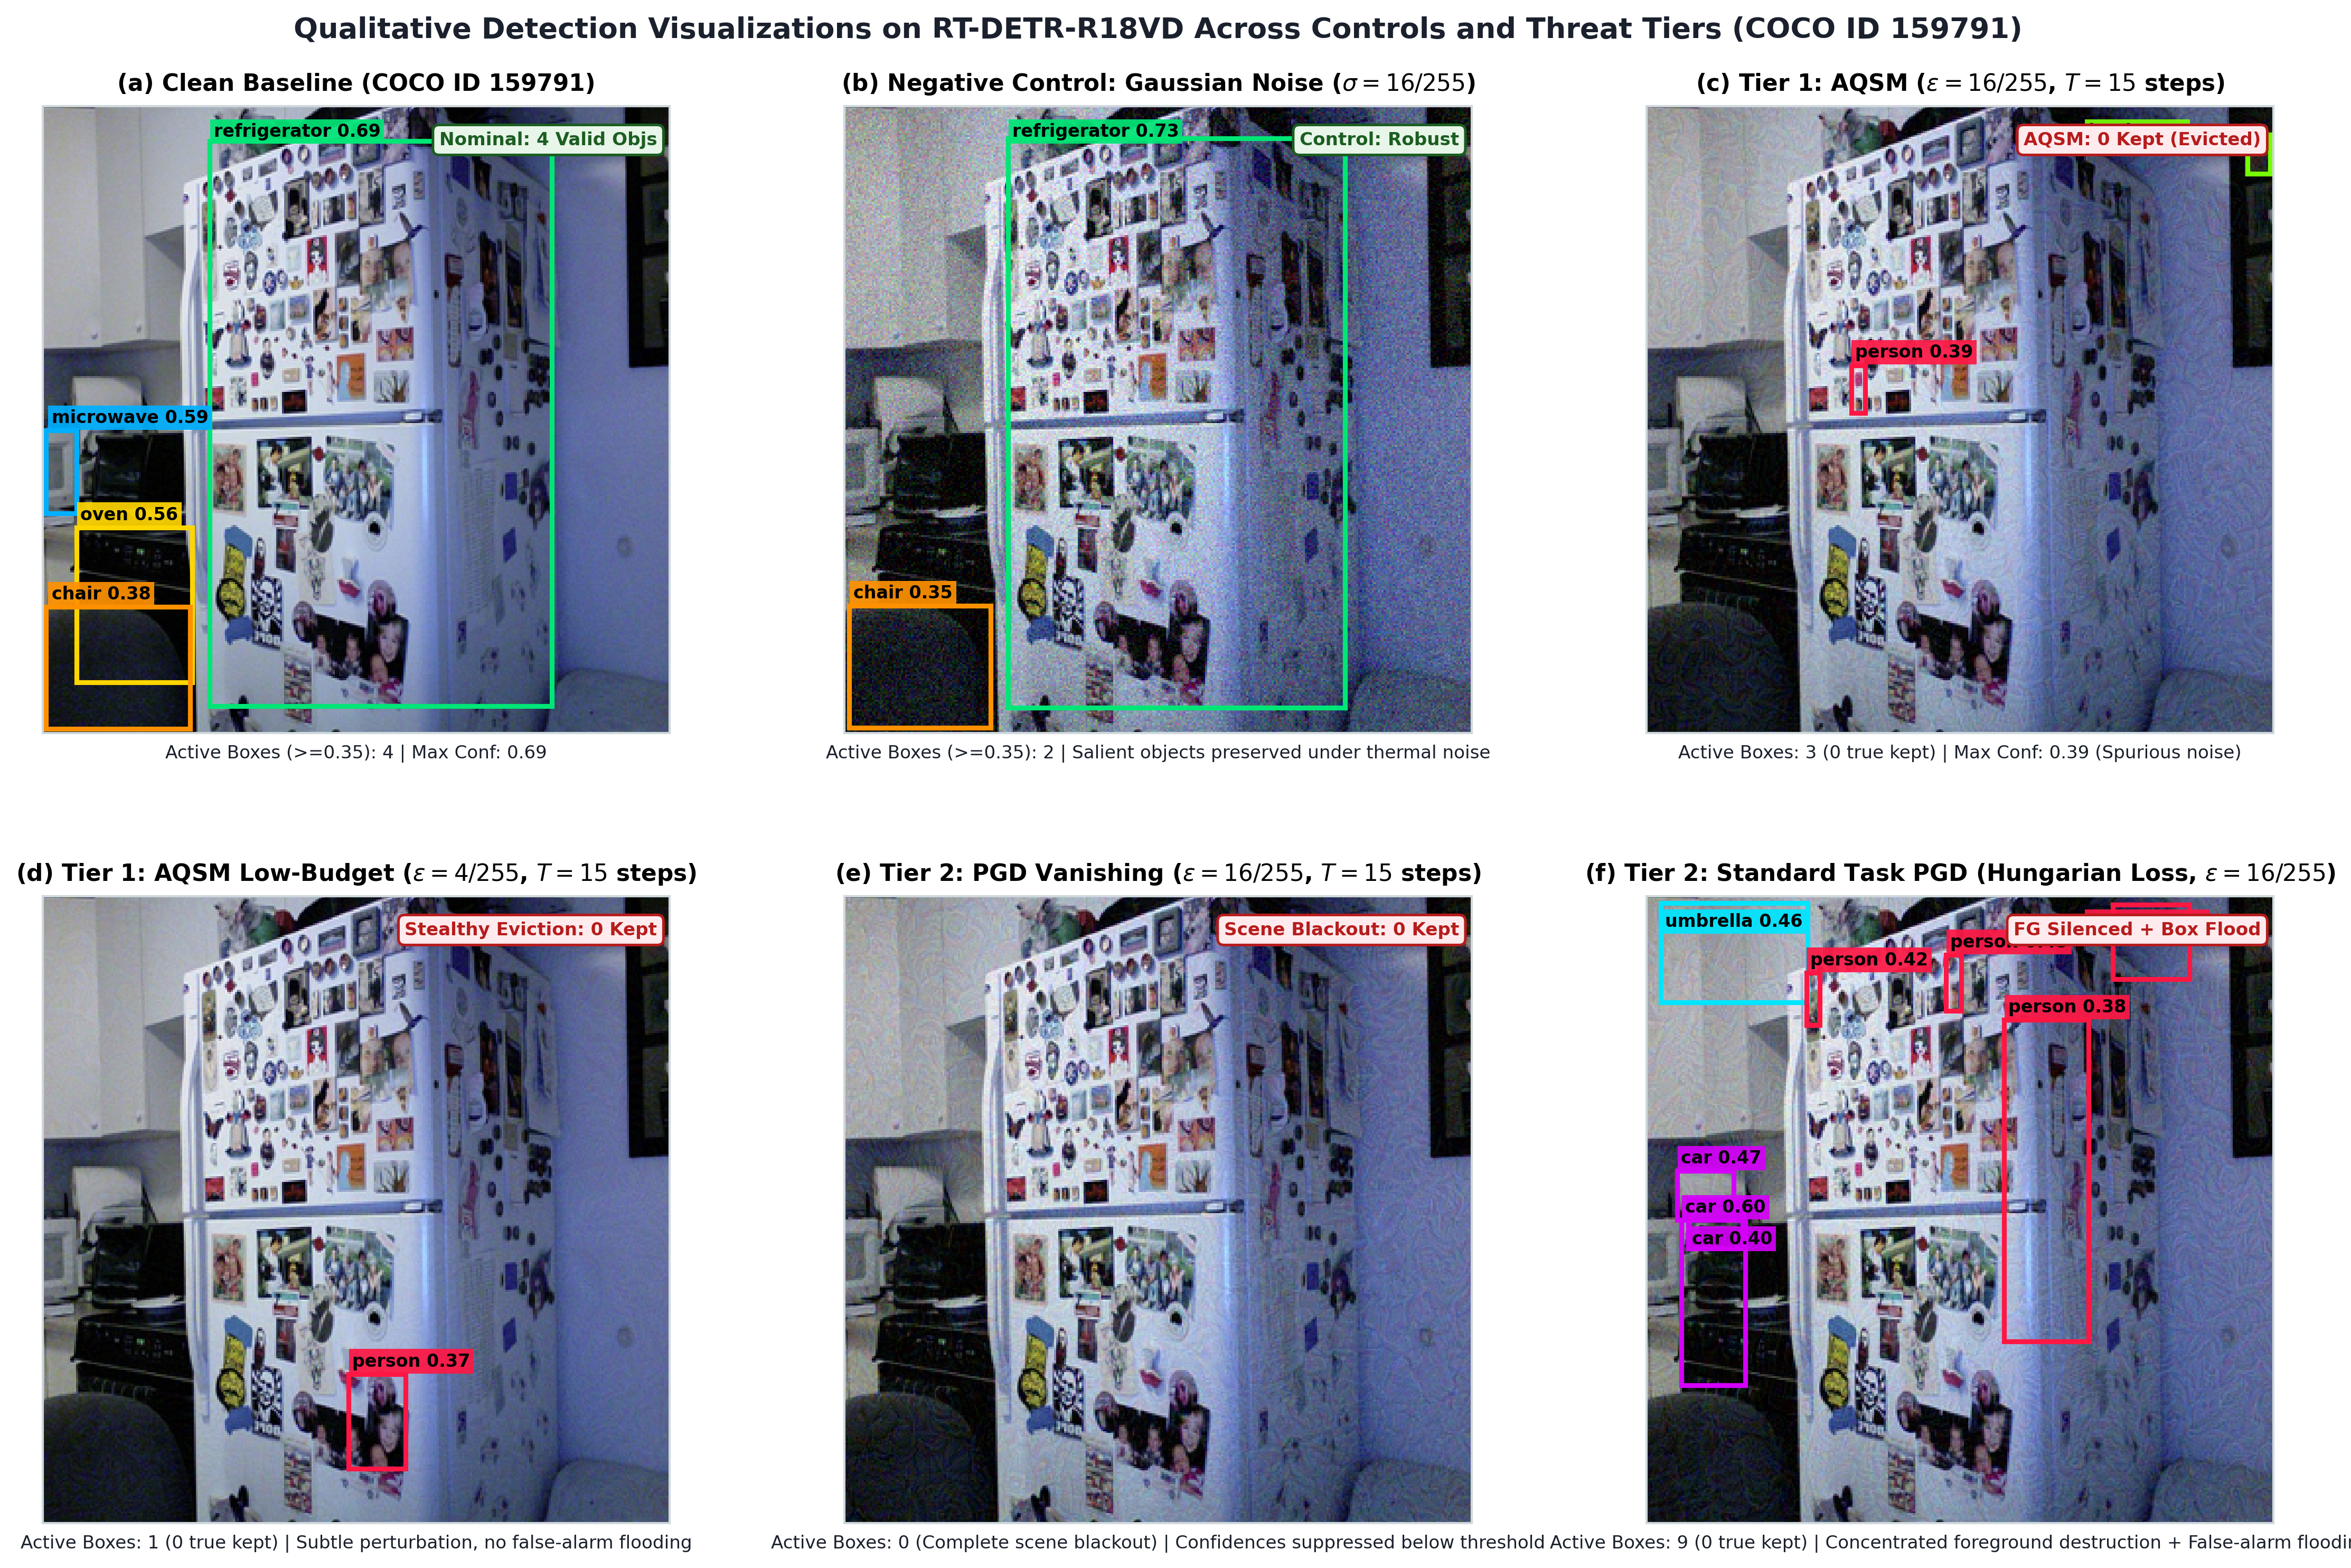 Qualitative Detection Visualizations on RT-DETR-R18VD Across Controls and Threat Tiers (COCO ID 159791)
(a) Clean Baseline (COCO ID 159791)
refrigerator 0.69
Nominal: 4 Valid Objs
microwave 0.59
oven 0.56
chair 0.38
Active Boxes (>=0.35): 4 | Max Conf: 0.69
(b) Negative Control: Gaussian Noise (σ = 16/255)
refrigerator 0.73
Control: Robust
chair 0.35
Active Boxes (>=0.35): 2 | Salient objects preserved under thermal noise
(c) Tier 1: AQSM (ε = 16/255, T = 15 steps)
AQSM: 0 Kept (Evicted)
person 0.39
Active Boxes: 3 (0 true kept) | Max Conf: 0.39 (Spurious noise)
(d) Tier 1: AQSM Low-Budget (ε = 4/255, T = 15 steps)
Stealthy Eviction: 0 Kept
person 0.37
Active Boxes: 1 (0 true kept) | Subtle perturbation, no false-alarm flooding
(e) Tier 2: PGD Vanishing (ε = 16/255, T = 15 steps)
Scene Blackout: 0 Kept
Active Boxes: 0 (Complete scene blackout) | Confidences suppressed below threshold
(f) Tier 2: Standard Task PGD (Hungarian Loss, ε = 16/255)
umbrella 0.46
FG Silenced + Box Flood
person
person 0.42
person 0.38
car 0.47
car 0.60
car 0.40
Active Boxes: 9 (0 true kept) | Concentrated foreground destruction + False-alarm floodi